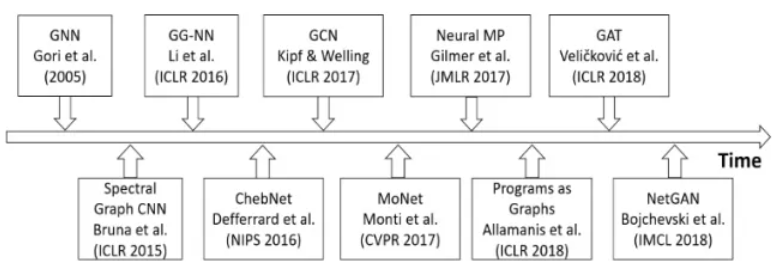 GNN
Gori et al.
(2005)
GG-NN
Li et al.
(ICLR 2016)
GCN
Kipf & Welling
(ICLR 2017)
Neural MP
Gilmer et al.
(JMLR 2017)
GAT
Veličković et al.
(ICLR 2018)
Time
Spectral
Graph CNN
Bruna et al.
(ICLR 2015)
ChebNet
Defferrard et al.
(NIPS 2016)
MoNet
Monti et al.
(CVPR 2017)
Programs as
Graphs
Allamanis et al.
(ICLR 2018)
NetGAN
Bojchevski et al.
(IMCL 2018)